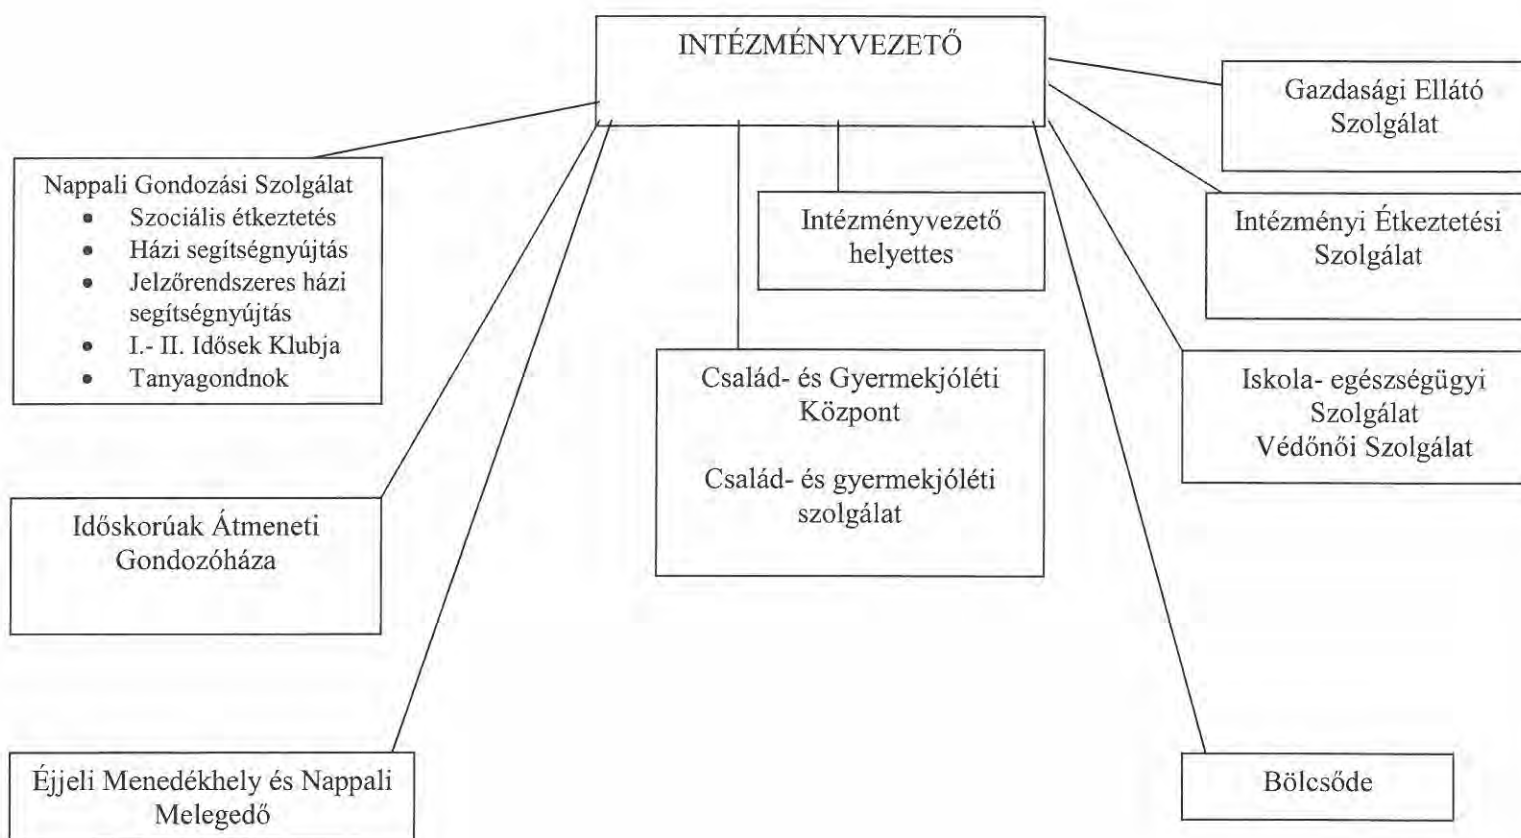 INTÉZMÉNYVEZETŐ
Gazdasági Ellátó
Szolgálat
Nappali Gondozási Szolgálat
• Szociális étkeztetés
• Házi segítségnyújtás
• Jelzőrendszeres házi
segítségnyújtás
• I.- II. Idősek Klubja
• Tanyagondnok
Intézményvezető
helyettes
Intézményi Étkeztetési
Szolgálat
Család- és Gyermekjóléti
Központ
Család- és gyermekjóléti
szolgálat
Iskola- egészségügyi
Szolgálat
Védőnői Szolgálat
Időskorúak Átmeneti
Gondozóháza
Éjjeli Menedékhely és Nappali
Melegedő
Bölcsőde